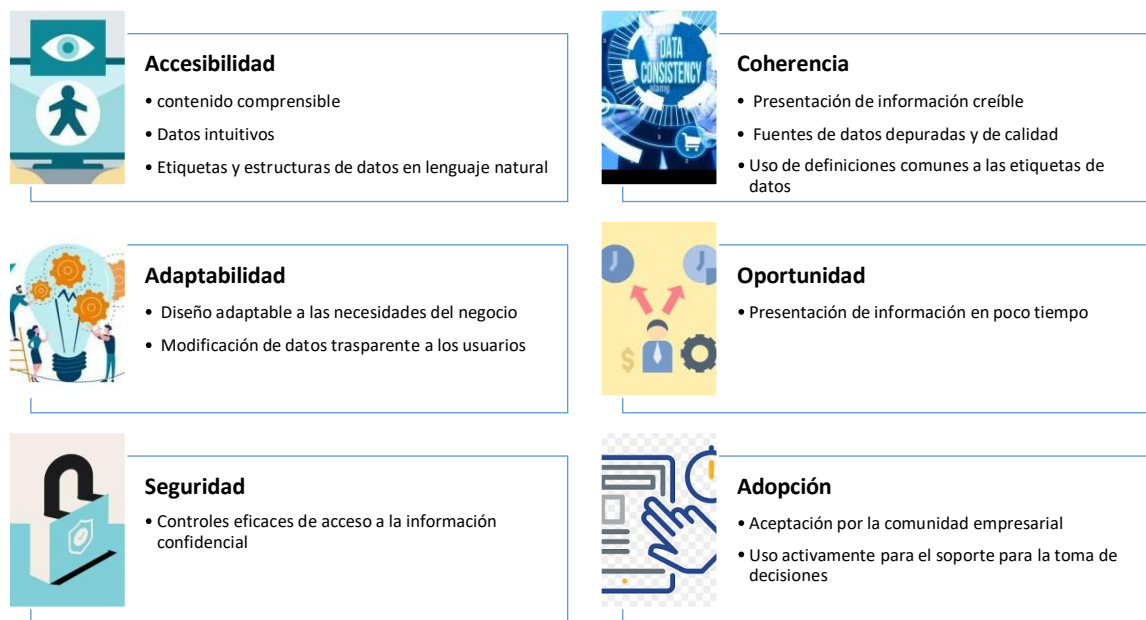 Accesibilidad
• contenido comprensible
• Datos intuitivos
• Etiquetas y estructuras de datos en lenguaje natural
DATA
CONSISTENCY
alamy
Coherencia
• Presentación de información creíble
• Fuentes de datos depuradas y de calidad
• Uso de definiciones comunes a las etiquetas de
datos
Adaptabilidad
• Diseño adaptable a las necesidades del negocio
• Modificación de datos trasparente a los usuarios
$
Oportunidad
• Presentación de información en poco tiempo
Seguridad
• Controles eficaces de acceso a la información
confidencial
Adopción
• Aceptación por la comunidad empresarial
• Uso activamente para el soporte para la toma de
decisiones